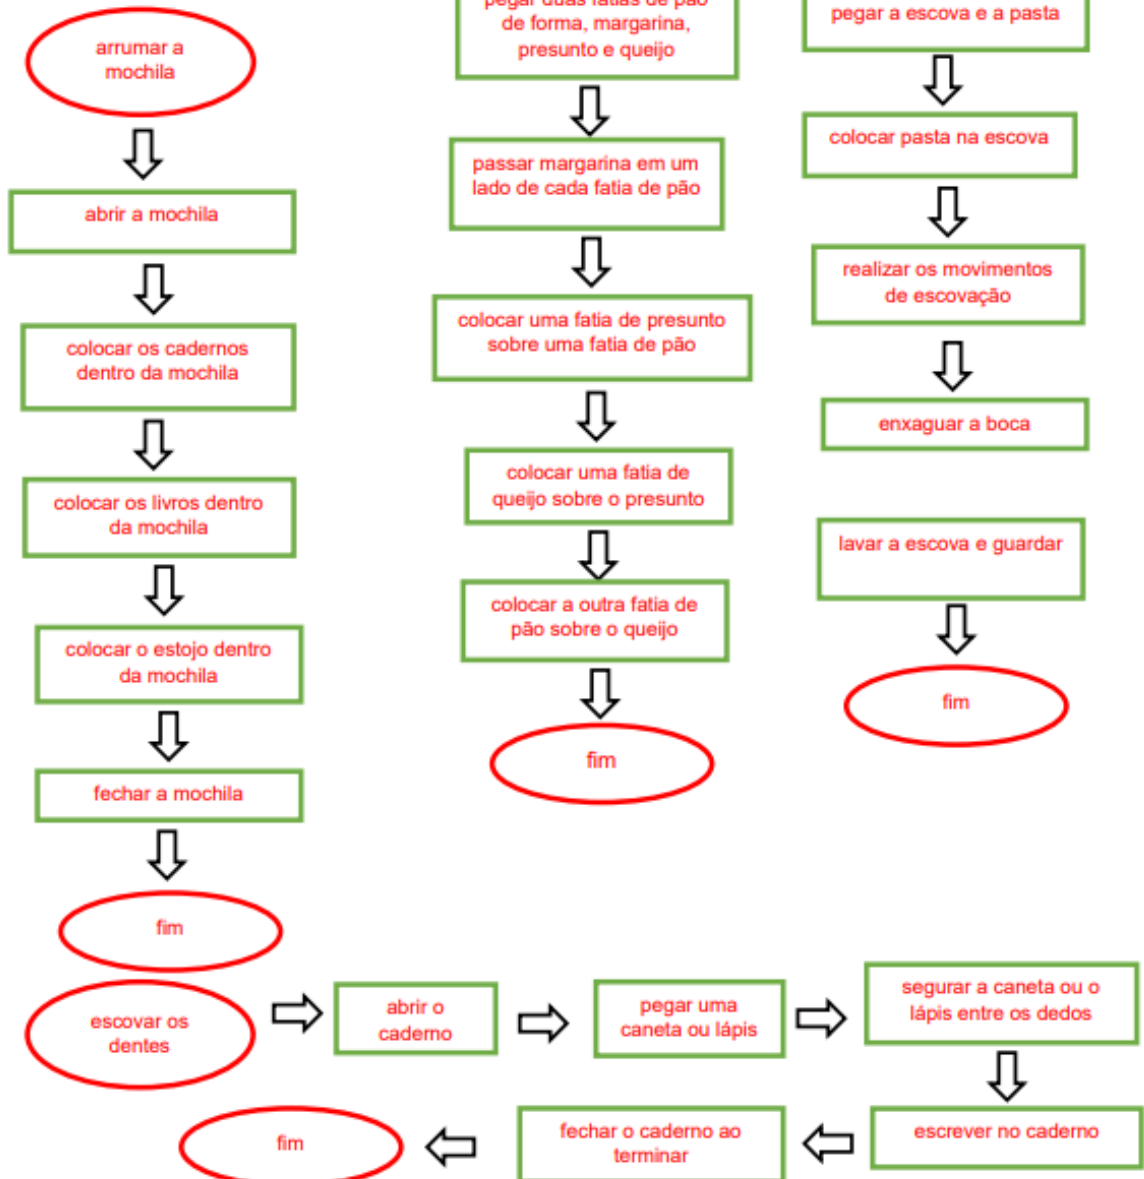 arrumar a
mochila
abrir a mochila
colocar os cadernos
dentro da mochila
colocar os livros dentro
da mochila
colocar o estojo dentro
da mochila
fechar a mochila
fim
pegar duas fatias de pão
de forma, margarina,
presunto e queijo
passar margarina em um
lado de cada fatia de pão
colocar uma fatia de presunto
sobre uma fatia de pão
colocar uma fatia de
queijo sobre o presunto
colocar a outra fatia de
pão sobre o queijo
fim
pegar a escova e a pasta
colocar pasta na escova
realizar os movimentos
de escovação
enxaguar a boca
lavar a escova e guardar
fim
escovar os
dentes
abrir o
caderno
pegar uma
caneta ou lápis
segurar a caneta ou o
lápis entre os dedos
escrever no caderno
fechar o caderno ao
terminar
fim